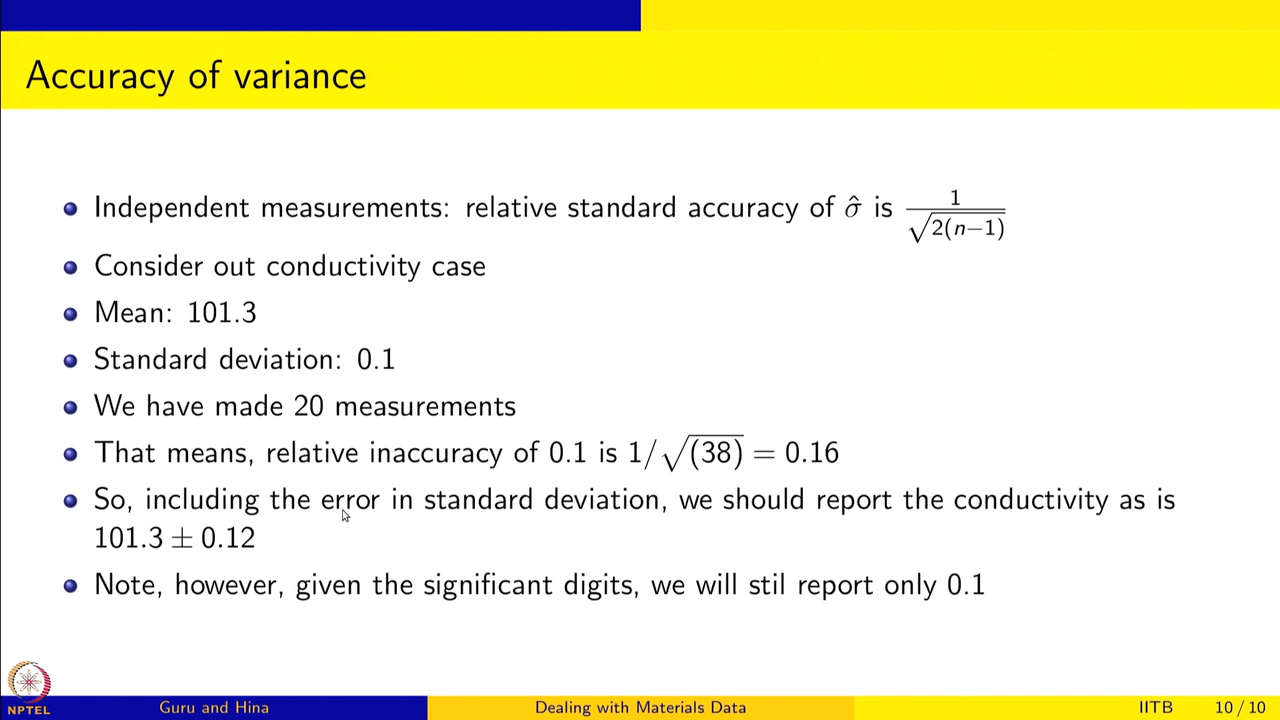 Accuracy of variance
Independent measurements: relative standard accuracy of σ̂ is 1/√2(n−1)
Consider out conductivity case
Mean: 101.3
Standard deviation: 0.1
We have made 20 measurements
That means, relative inaccuracy of 0.1 is 1/√(38) = 0.16
So, including the error in standard deviation, we should report the conductivity as is
101.3 ± 0.12
Note, however, given the significant digits, we will stil report only 0.1
NPTEL
Guru and Hina
Dealing with Materials Data
IITB
10 / 10